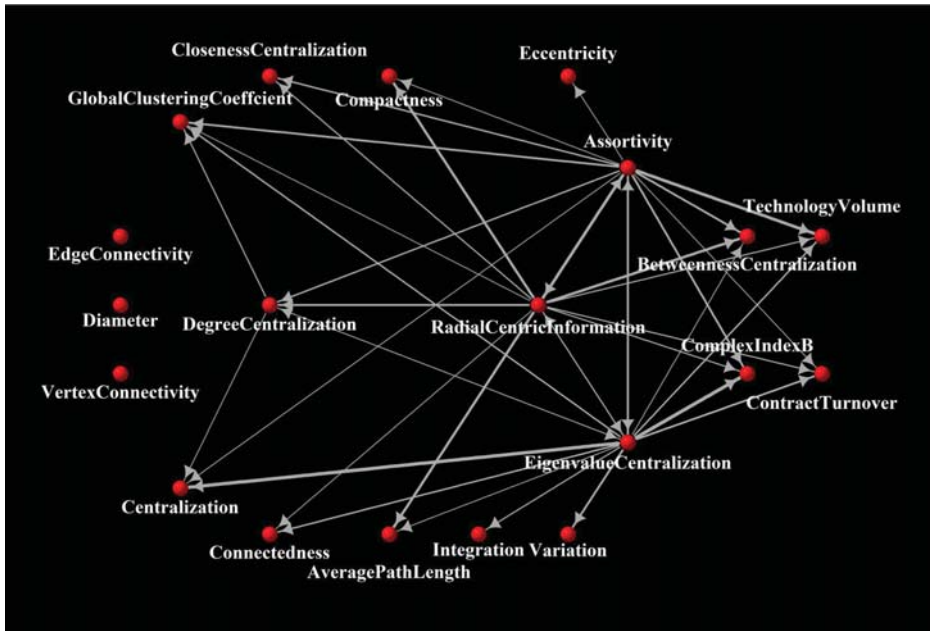 ClosenessCentralization
Eccentricity
GlobalClusteringCoeffcient
Compactness
Assortivity
TechnologyVolume
EdgeConnectivity
BetweennessCentralization
Diameter
DegreeCentralization
RadialCentricInformation
ComplexIndexB
VertexConnectivity
ContractTurnover
EigenvalueCentralization
Centralization
Connectedness
Integration
Variation
AveragePathLength